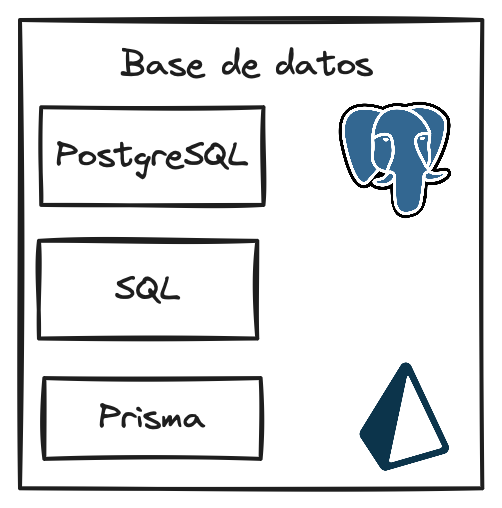 Base de datos
PostgreSQL
SQL
Prisma